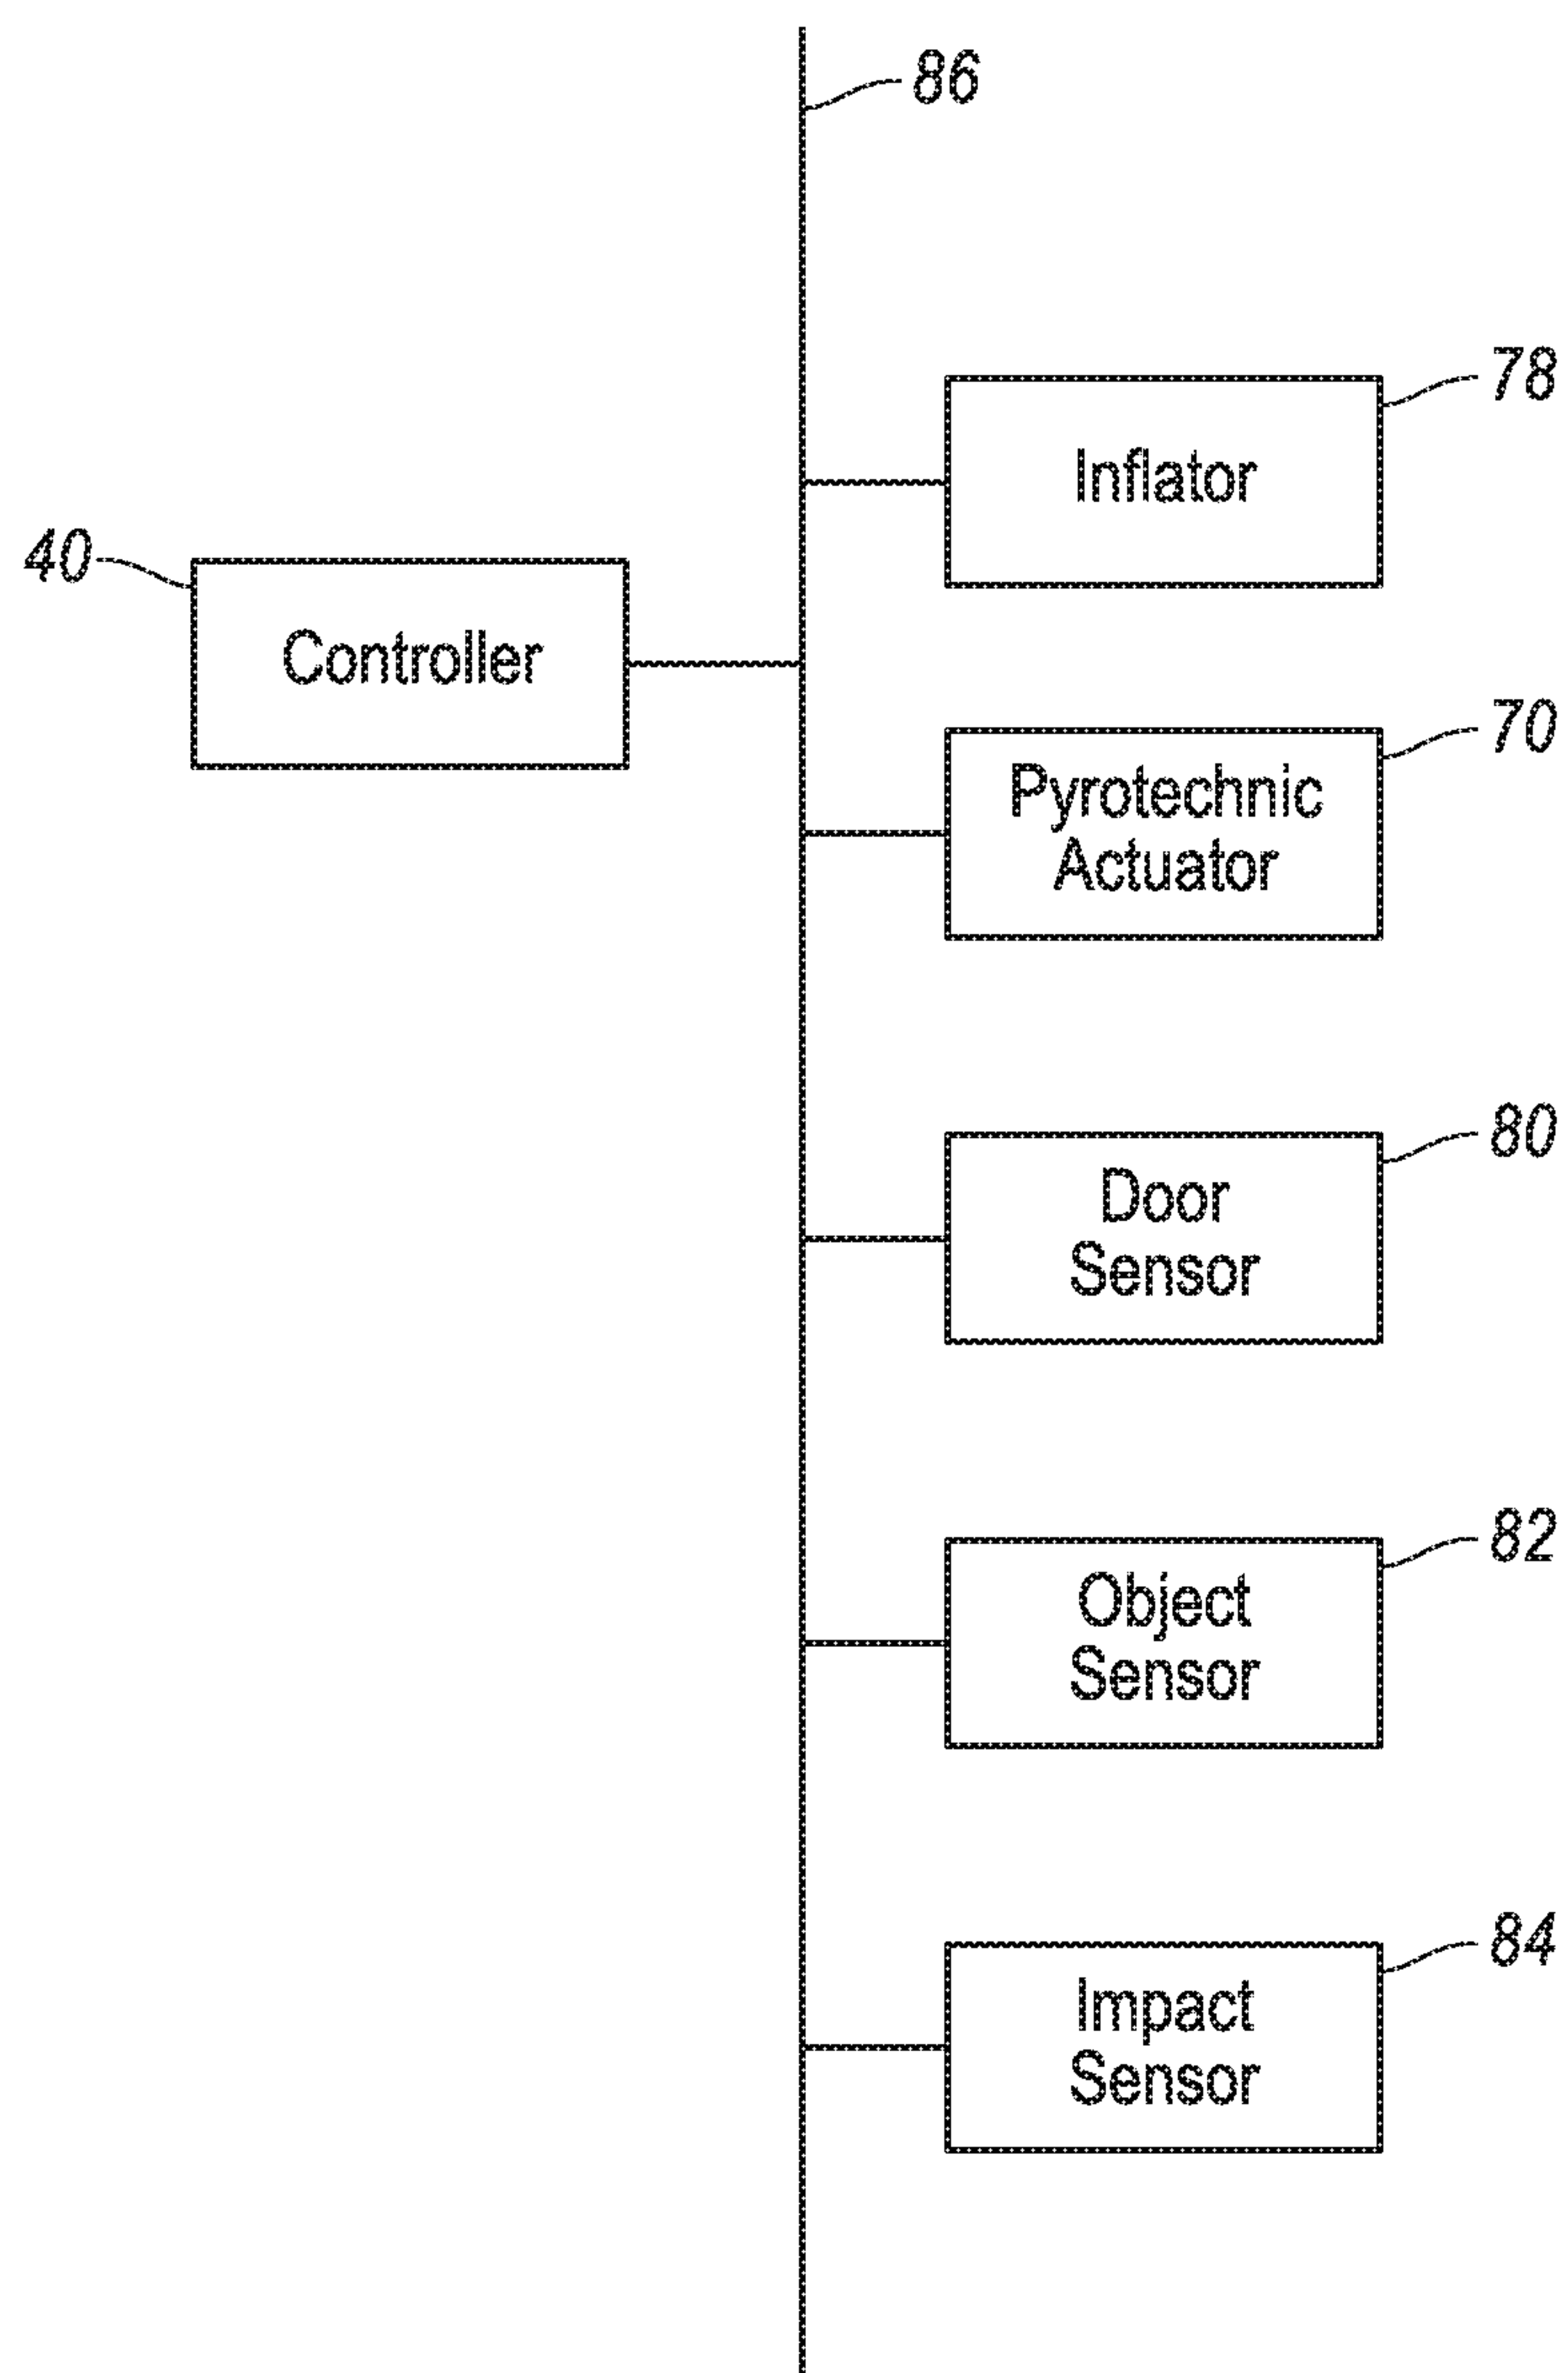 86
78
Inflator
40
Controller
70
Pyrotechnic
Actuator
80
Door
Sensor
82
Object
Sensor
84
Impact
Sensor